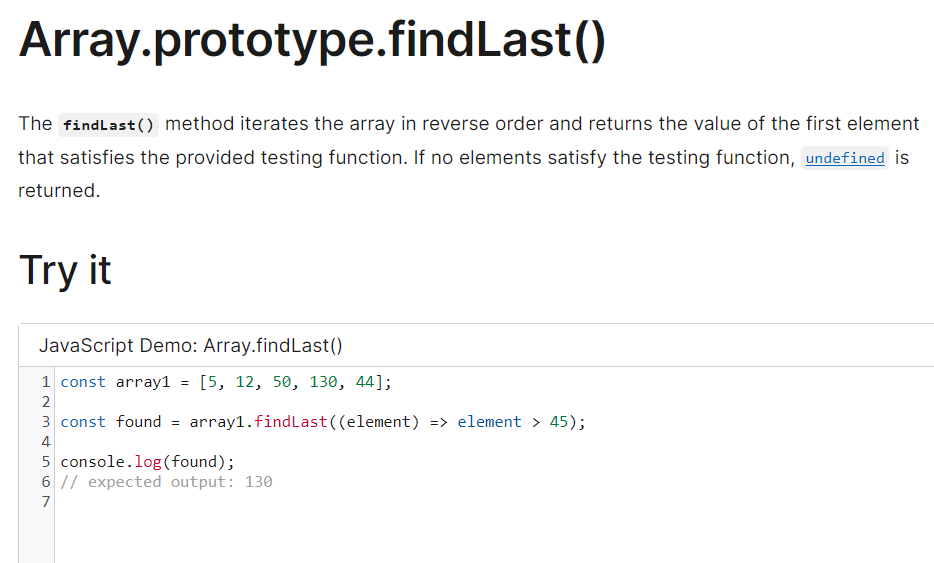 Array.prototype.findLast()
The findLast() method iterates the array in reverse order and returns the value of the first element
that satisfies the provided testing function. If no elements satisfy the testing function, undefined is
returned.
Try it
JavaScript Demo: Array.findLast()
1 const array1 = [5, 12, 50, 130, 44];
2
3 const found = array1.findLast((element) => element > 45);
4
5 console.log(found);
6 // expected output: 130
7